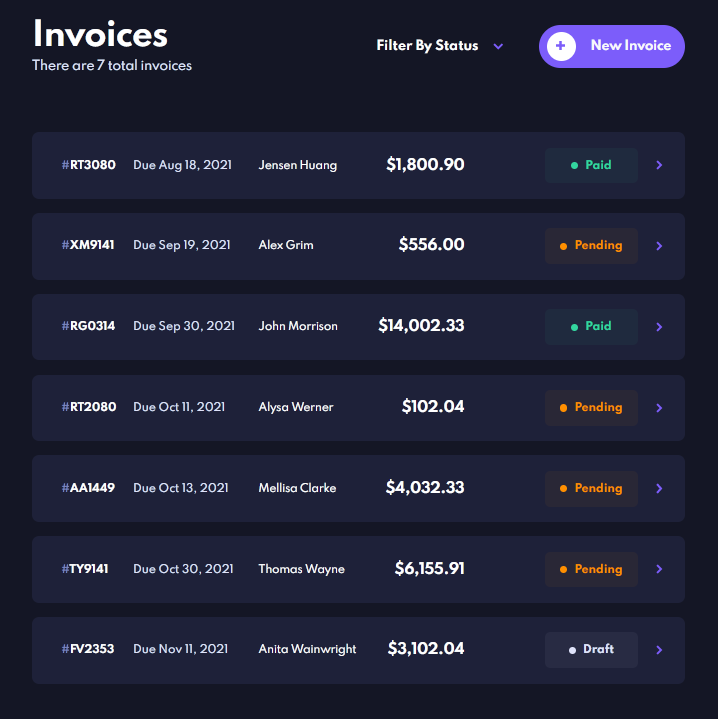 Invoices
There are 7 total invoices
Filter By Status
+ New Invoice
#RT3080 Due Aug 18, 2021 Jensen Huang $1,800.90 Paid
#XM9141 Due Sep 19, 2021 Alex Grim $556.00 Pending
#RG0314 Due Sep 30, 2021 John Morrison $14,002.33 Paid
#RT2080 Due Oct 11, 2021 Alysa Werner $102.04 Pending
#AA1449 Due Oct 13, 2021 Mellisa Clarke $4,032.33 Pending
#TY9141 Due Oct 30, 2021 Thomas Wayne $6,155.91 Pending
#FV2353 Due Nov 11, 2021 Anita Wainwright $3,102.04 Draft